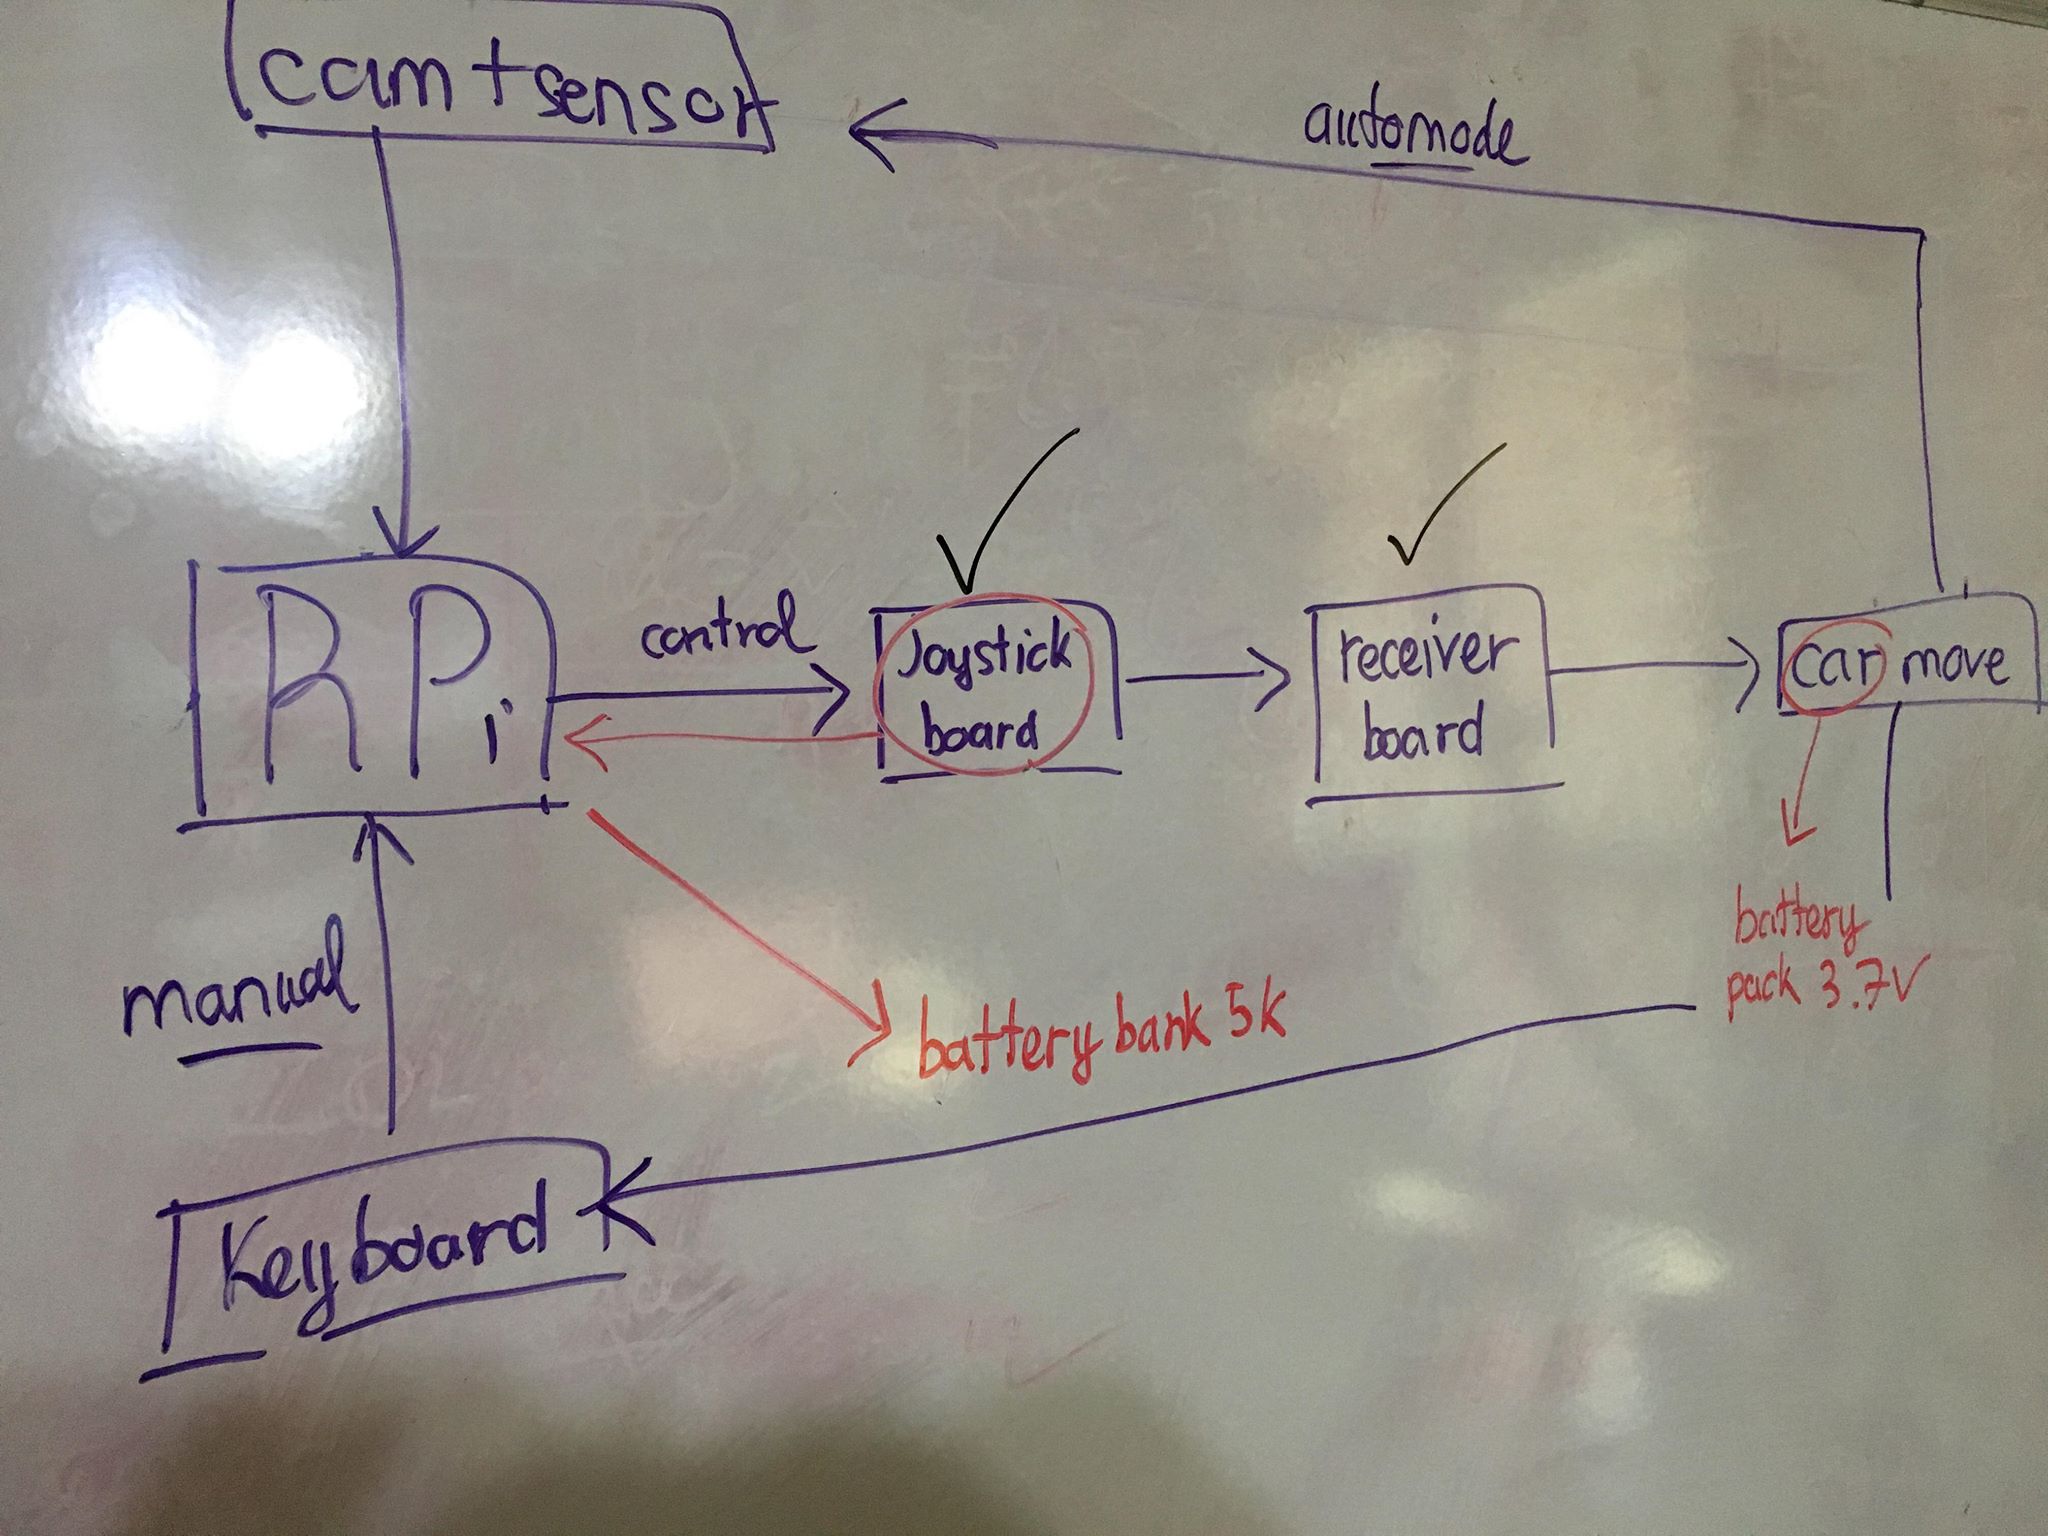 cam + sensor
automode
RPi
control
Joystick
board
receiver
board
car move
manual
battery
pack 3.7V
battery bank 5k
Keyboard